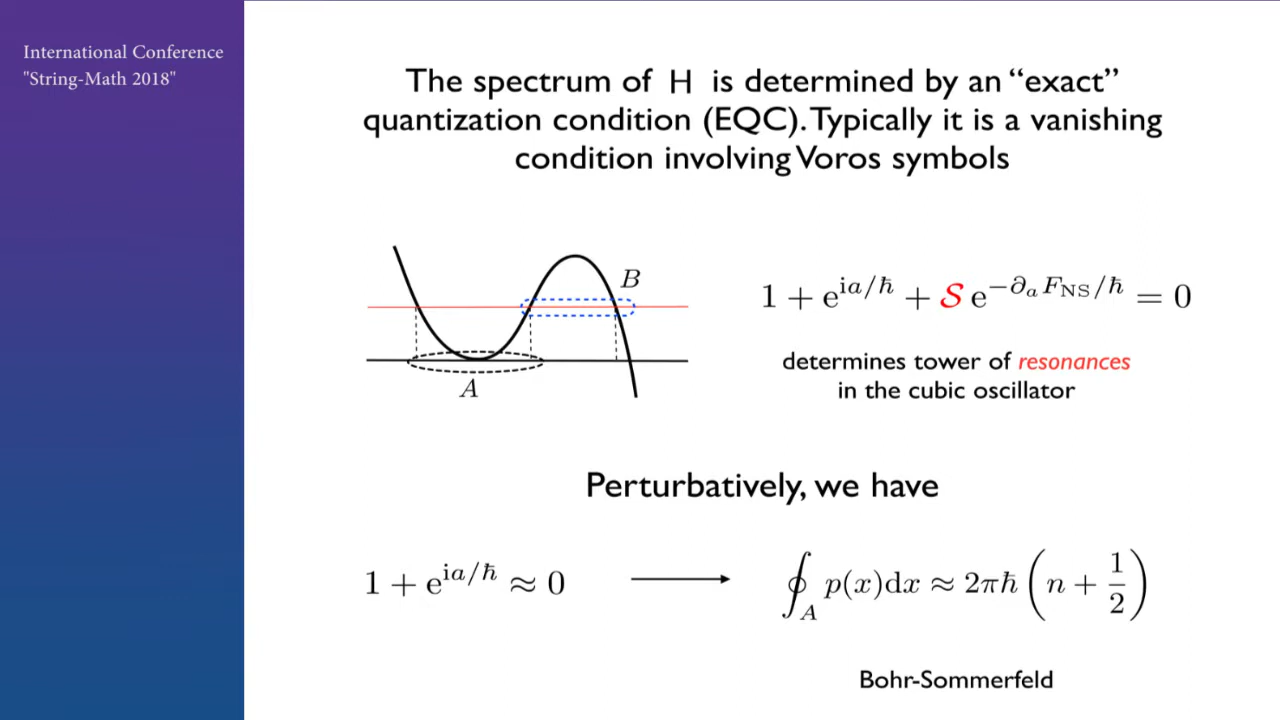 International Conference
"String-Math 2018"
The spectrum of H is determined by an “exact”
quantization condition (EQC). Typically it is a vanishing
condition involving Voros symbols
B
A
1 + e^{ia/ℏ} + 𝒮 e^{−∂_a F_{NS}/ℏ} = 0
determines tower of resonances
in the cubic oscillator
Perturbatively, we have
1 + e^{ia/ℏ} ≈ 0 ⟶ ∮_A p(x)dx ≈ 2πℏ (n + 1/2)
Bohr-Sommerfeld